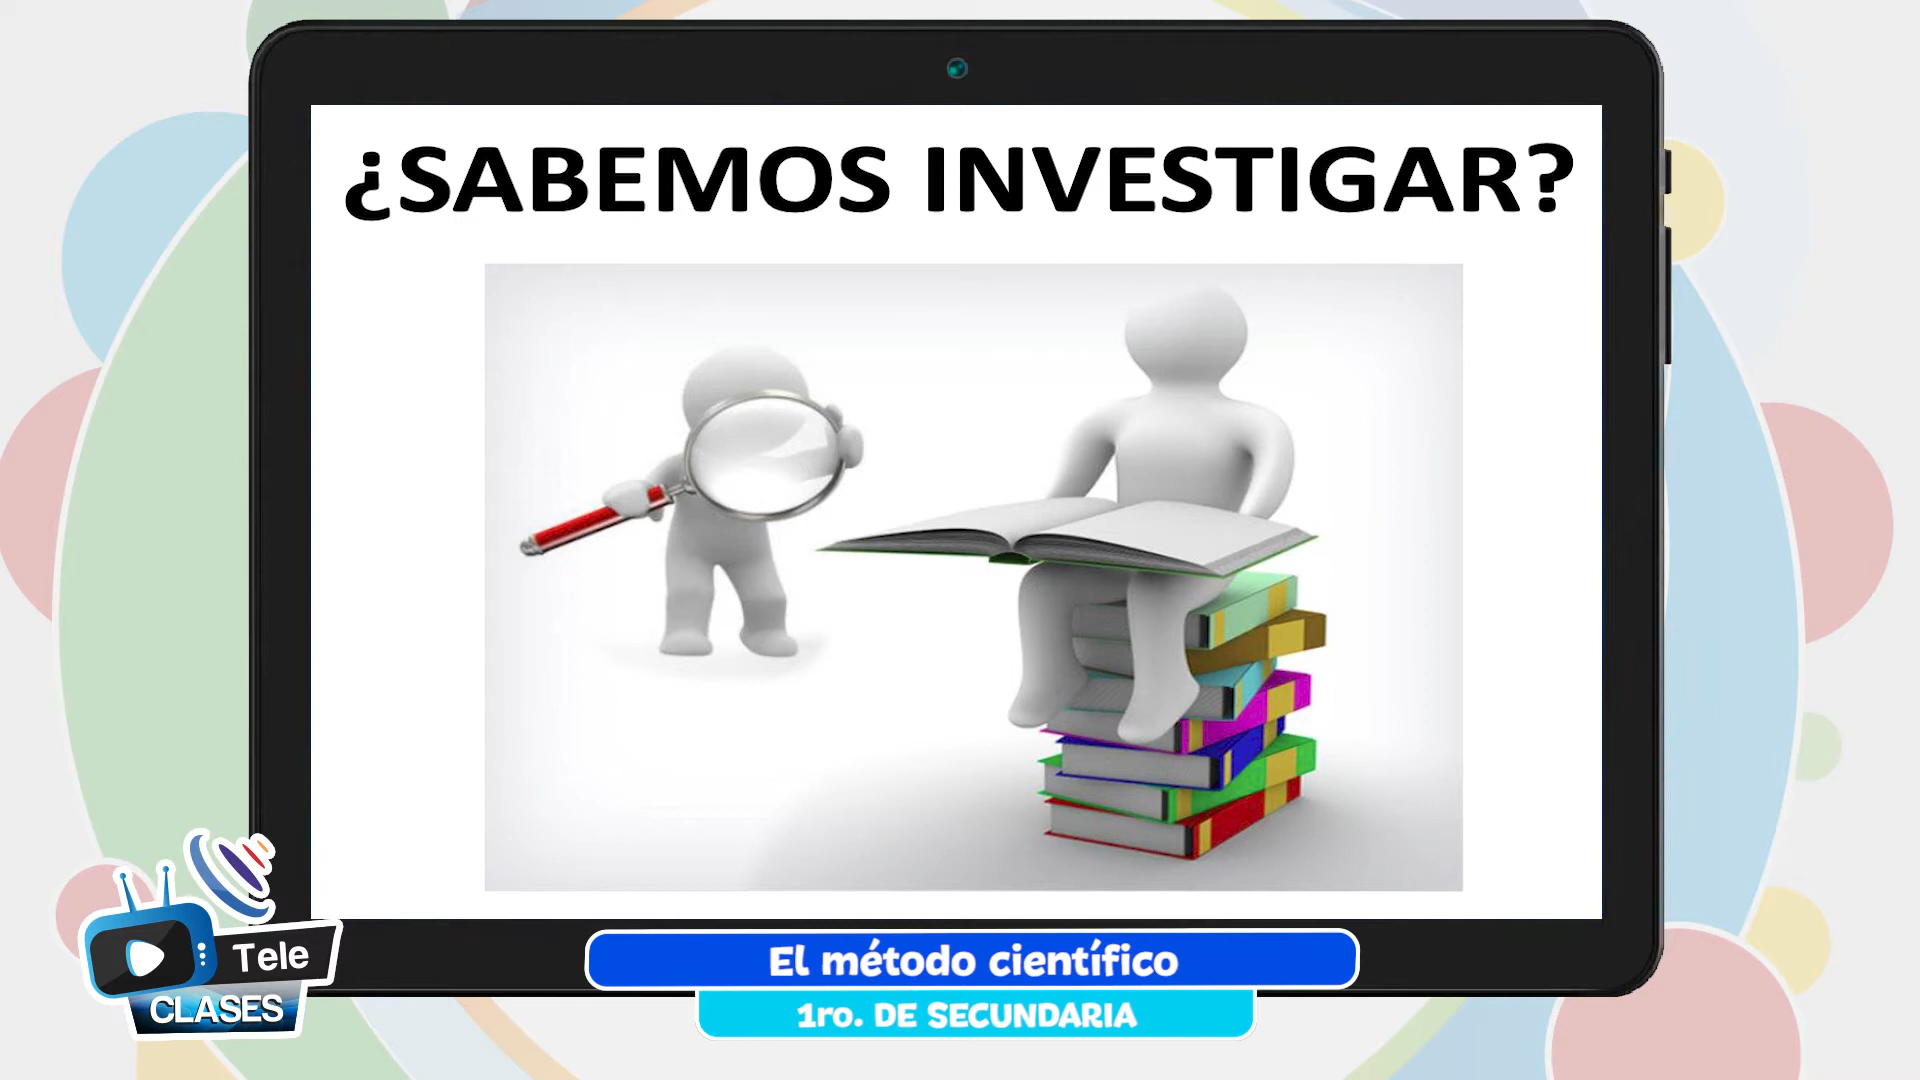 ¿SABEMOS INVESTIGAR?
Tele
CLASES
El método científico
1ro. DE SECUNDARIA